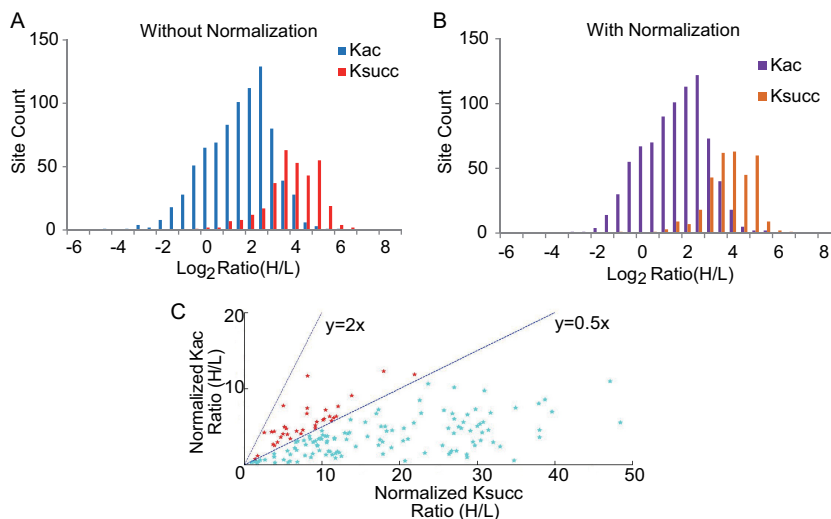 A
Without Normalization
150
100
50
0
Site Count
Kac
Ksucc
-6 -4 -2 0 2 4 6 8
Log2 Ratio(H/L)
B
With Normalization
150
100
50
0
Site Count
Kac
Ksucc
-6 -4 -2 0 2 4 6 8
Log2 Ratio(H/L)
C
20
10
0
Normalized Kac
Ratio (H/L)
y=2x
y=0.5x
10 20 30 40 50
Normalized Ksucc
Ratio (H/L)